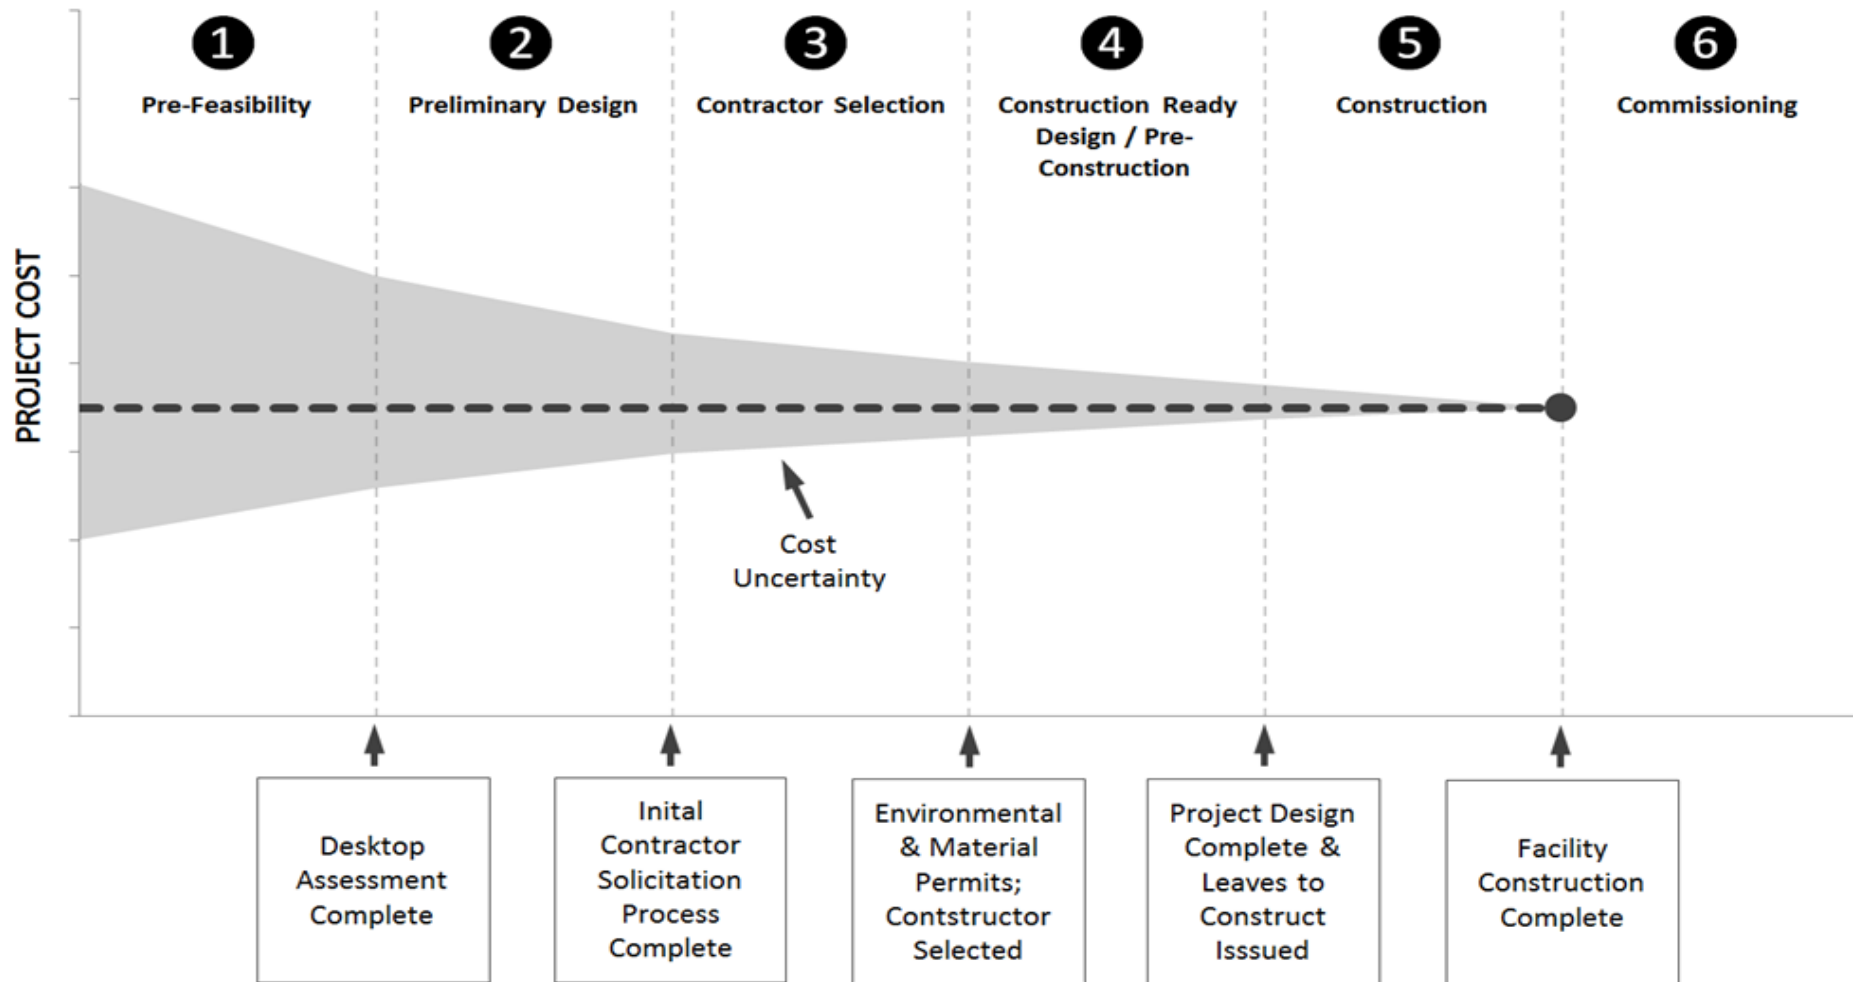 1
2
3
4
5
6
Pre-Feasibility
Preliminary Design
Contractor Selection
Construction Ready
Design / Pre-
Construction
Construction
Commissioning
PROJECT COST
Cost
Uncertainty
Desktop
Assessment
Complete
Inital
Contractor
Solicitation
Process
Complete
Environmental
& Material
Permits;
Contstructor
Selected
Project Design
Complete &
Leaves to
Construct
Isssued
Facility
Construction
Complete